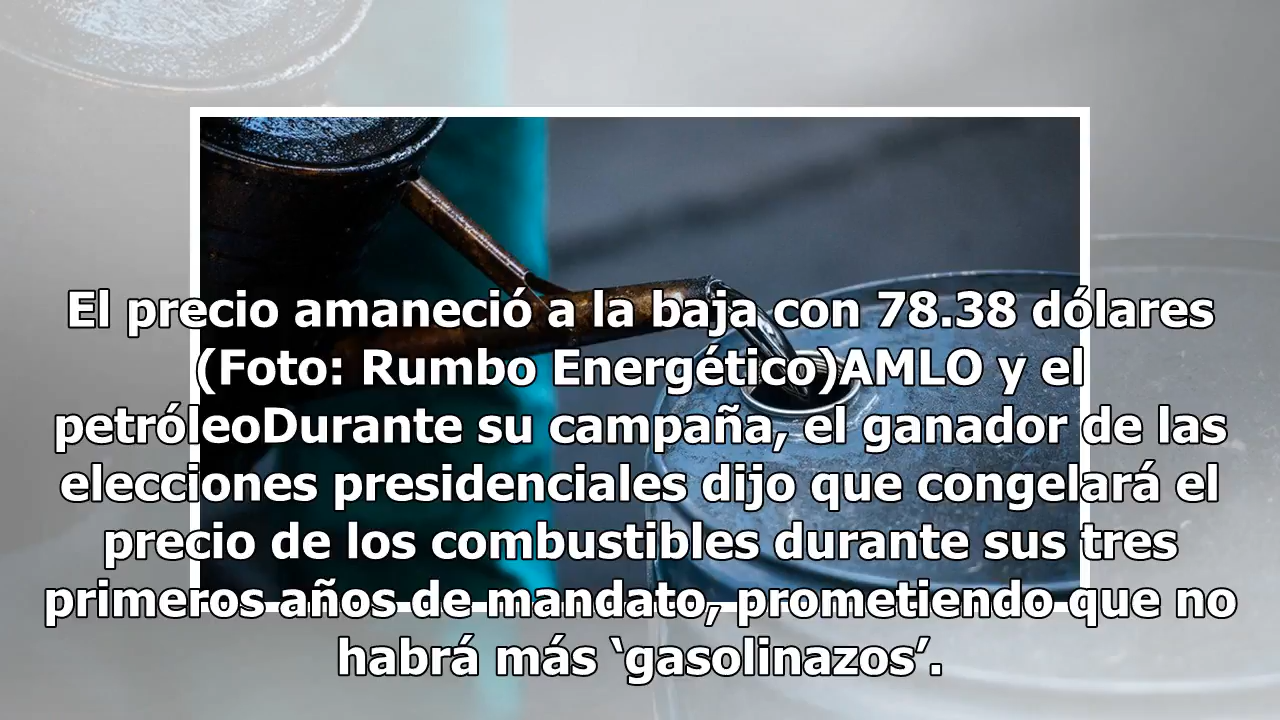 El precio amaneció a la baja con 78.38 dólares
(Foto: Rumbo Energético)AMLO y el
petróleoDurante su campaña, el ganador de las
elecciones presidenciales dijo que congelará el
precio de los combustibles durante sus tres
primeros años de mandato, prometiendo que no
habrá más ‘gasolinazos’.